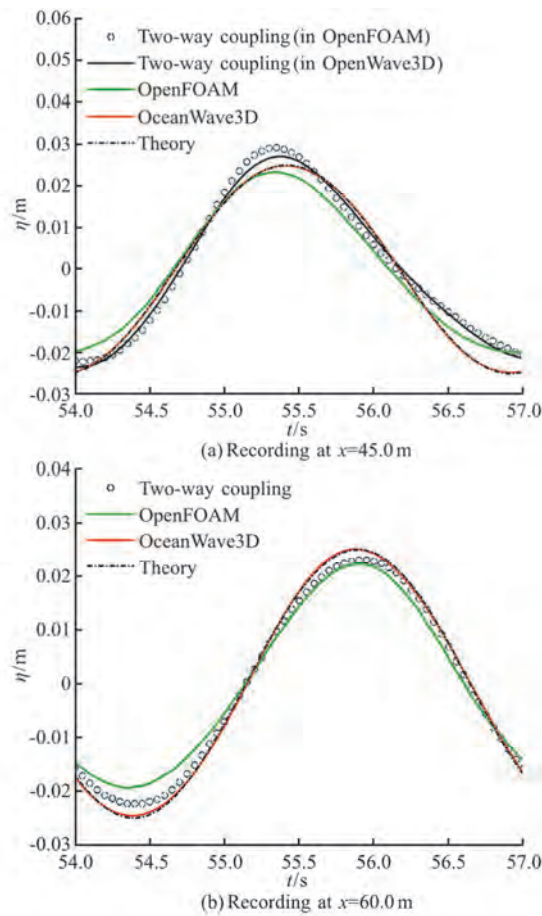 0.06
0.05
0.04
0.03
0.02
0.01
0
-0.01
-0.02
-0.03
η/m
Two-way coupling (in OpenFOAM)
Two-way coupling (in OpenWave3D)
OpenFOAM
OceanWave3D
Theory
54.0 54.5 55.0 55.5 56.0 56.5 57.0
t/s
(a) Recording at x=45.0 m
0.04
0.03
0.02
0.01
0
-0.01
-0.02
-0.03
η/m
Two-way coupling
OpenFOAM
OceanWave3D
Theory
54.0 54.5 55.0 55.5 56.0 56.5 57.0
t/s
(b) Recording at x=60.0 m